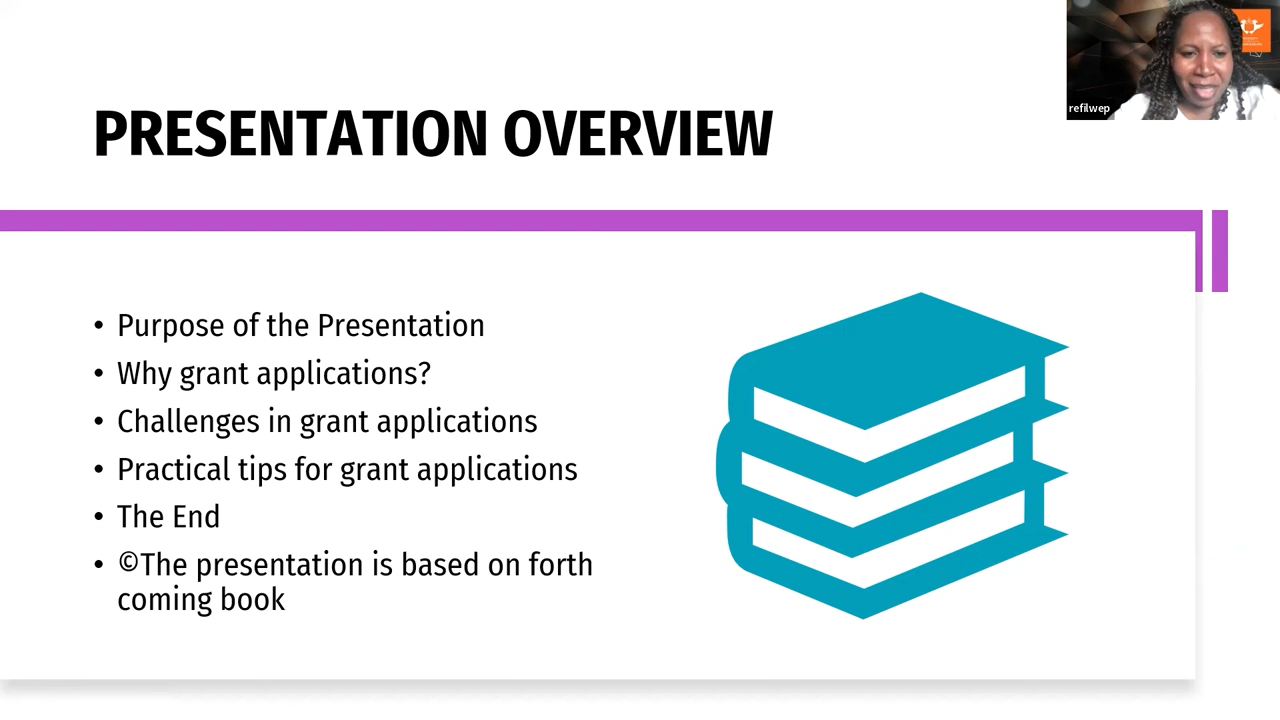 refilwep
PRESENTATION OVERVIEW
• Purpose of the Presentation
• Why grant applications?
• Challenges in grant applications
• Practical tips for grant applications
• The End
• ©The presentation is based on forth
coming book